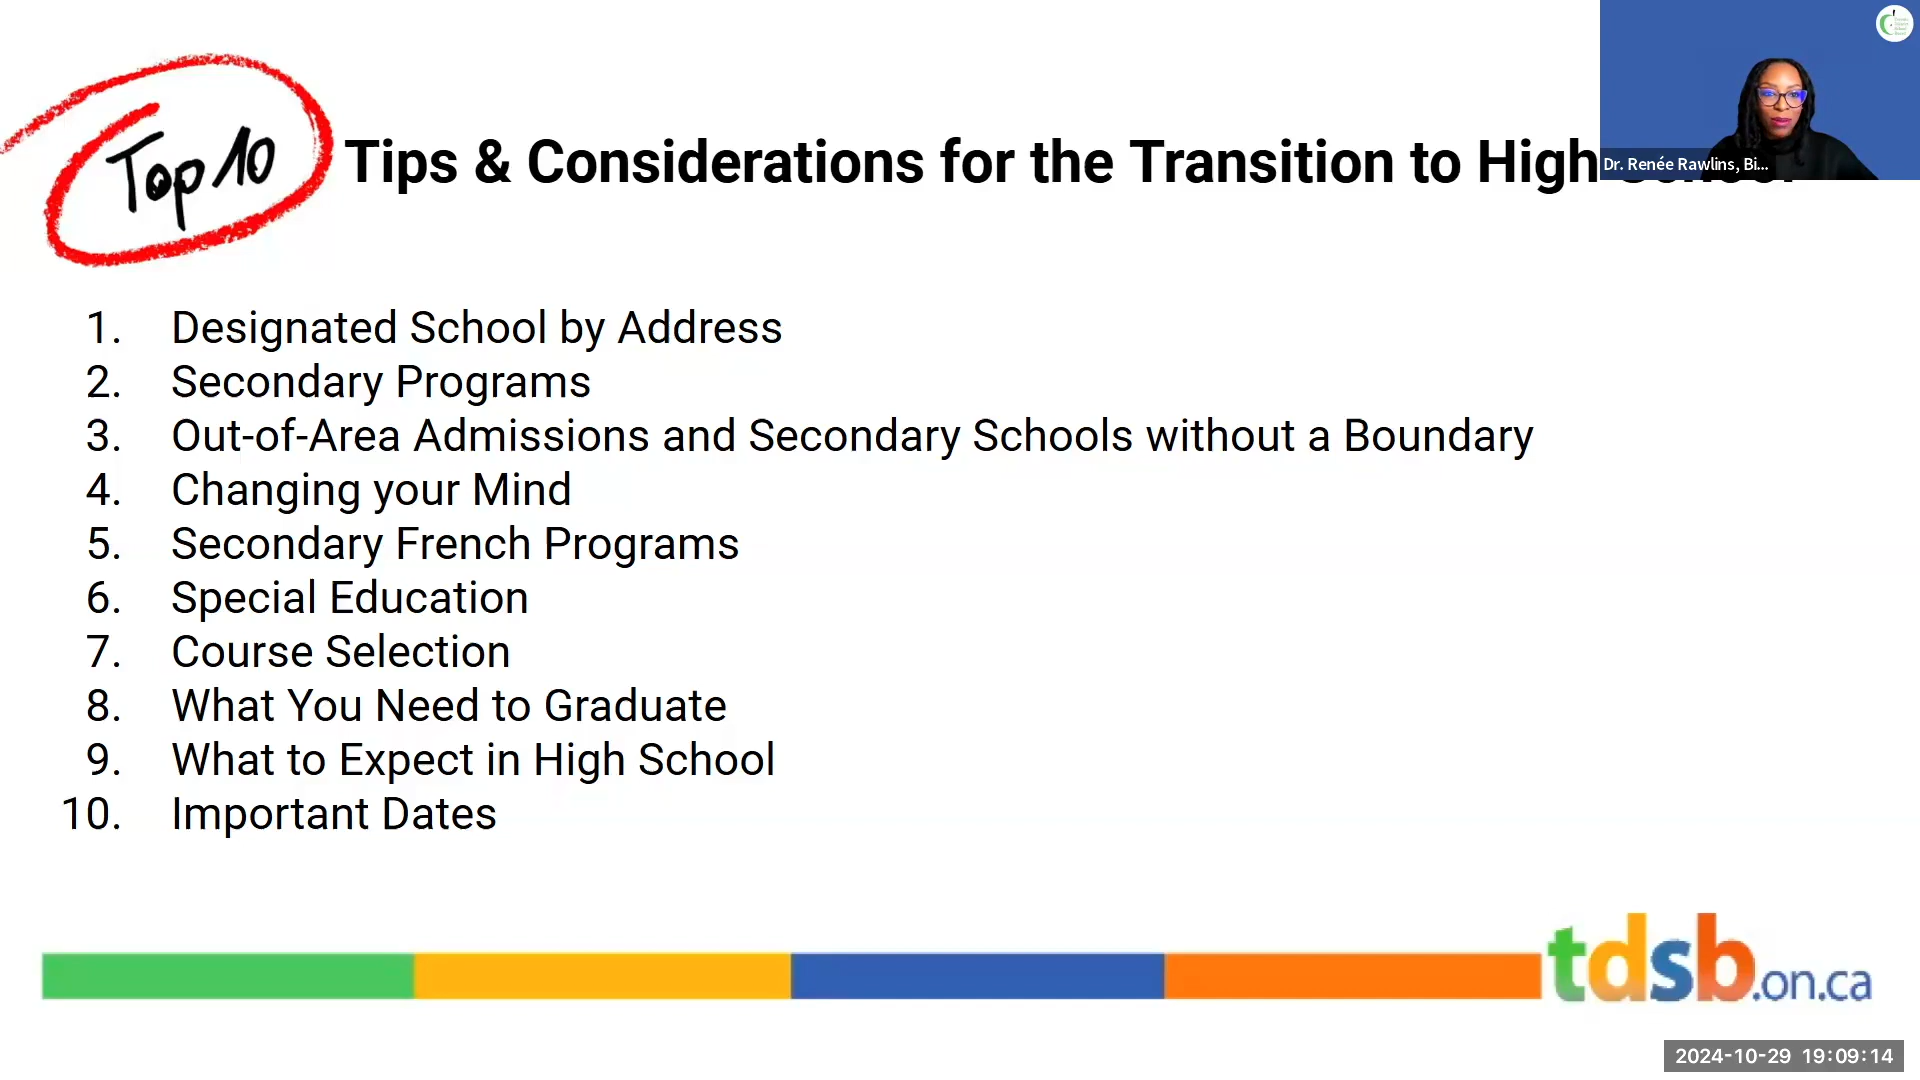 Top 10
Tips & Considerations for the Transition to High
Dr. Renée Rawlins, Bi...
1. Designated School by Address
2. Secondary Programs
3. Out-of-Area Admissions and Secondary Schools without a Boundary
4. Changing your Mind
5. Secondary French Programs
6. Special Education
7. Course Selection
8. What You Need to Graduate
9. What to Expect in High School
10. Important Dates
tdsb.on.ca
2024-10-29 19:09:14